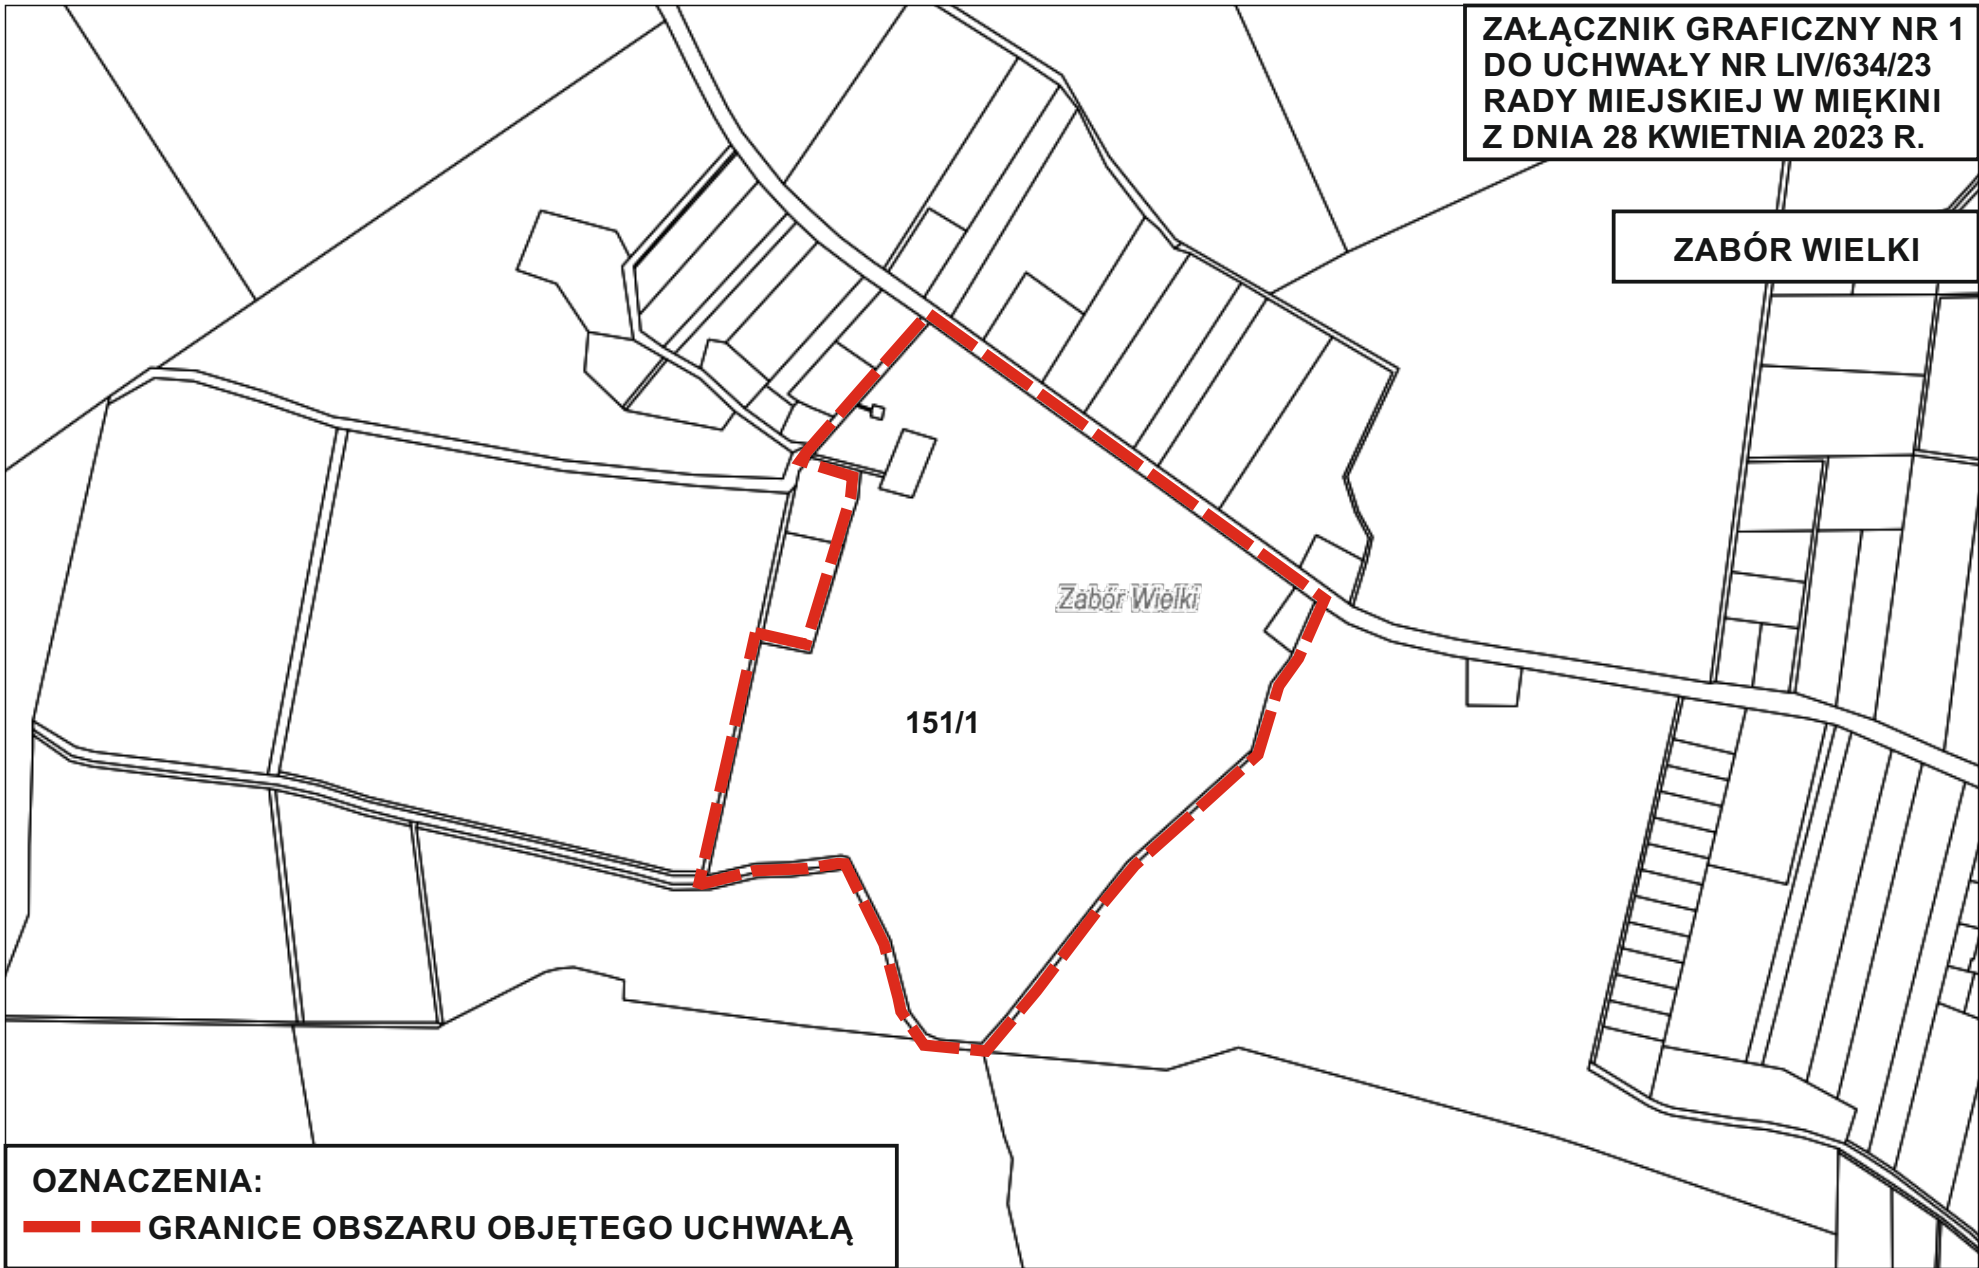 ZAŁĄCZNIK GRAFICZNY NR 1
DO UCHWAŁY NR LIV/634/23
RADY MIEJSKIEJ W MIĘKINI
Z DNIA 28 KWIETNIA 2023 R.
ZABÓR WIELKI
Zabór Wielki
151/1
OZNACZENIA:
GRANICE OBSZARU OBJĘTEGO UCHWAŁĄ